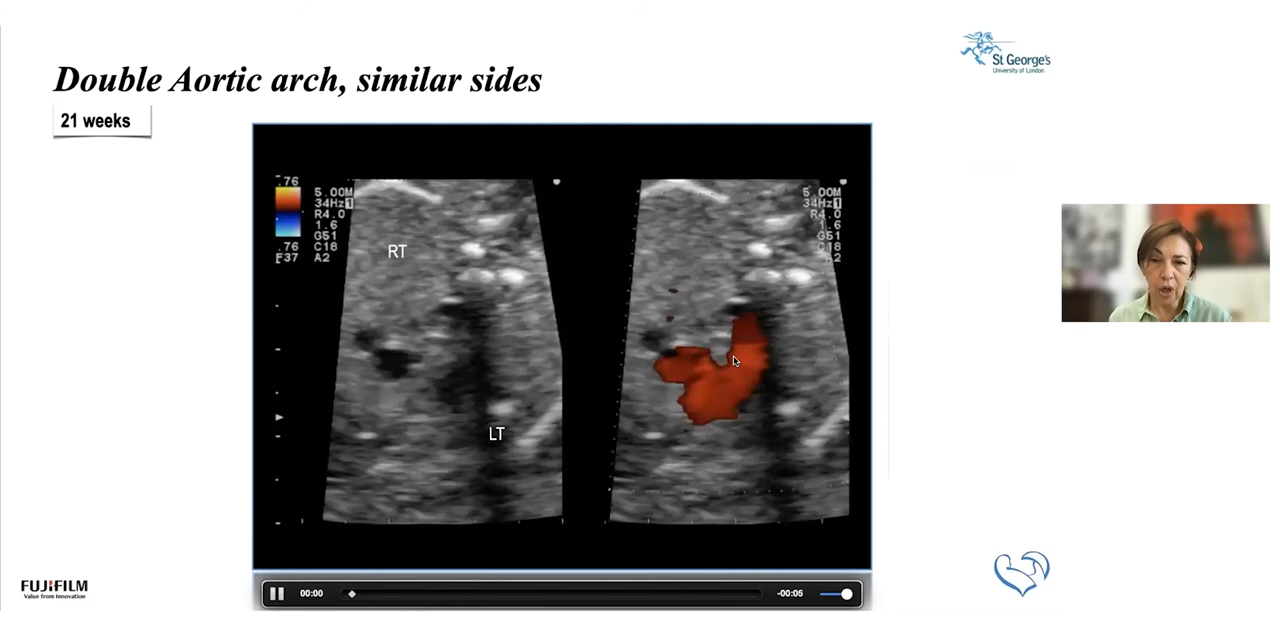 St George's
University of London
Double Aortic arch, similar sides
21 weeks
.76
5.00M
34Hz1
R4.0
1.6
G51
C18
A2
.76
F37
RT
LT
5.00M
34Hz1
R4.0
1.6
G51
C18
A2
00:00
-00:05
FUJIFILM
Value from Innovation